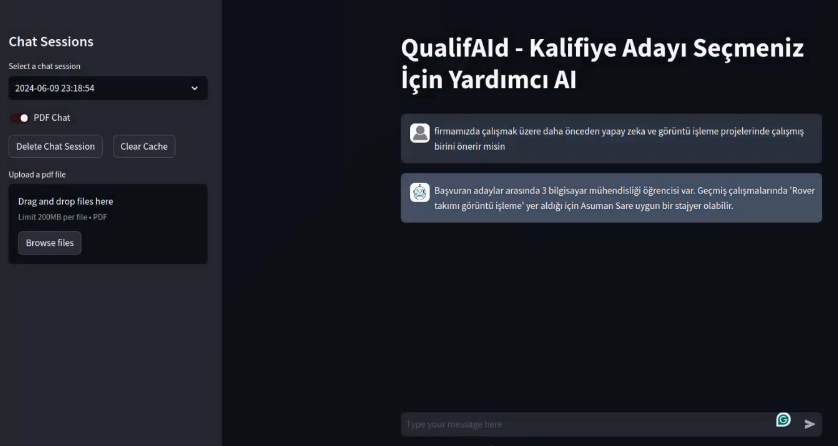 Chat Sessions
Select a chat session
2024-06-09 23:18:54
PDF Chat
Delete Chat Session
Clear Cache
Upload a pdf file
Drag and drop files here
Limit 200MB per file • PDF
Browse files
QualifAId - Kalifiye Adayı Seçmeniz
İçin Yardımcı AI
firmamızda çalışmak üzere daha önceden yapay zeka ve görüntü işleme projelerinde çalışmış
birini önerir misin
Başvuran adaylar arasında 3 bilgisayar mühendisliği öğrencisi var. Geçmiş çalışmalarında 'Rover
takımı görüntü işleme' yer aldığı için Asuman Sare uygun bir stajyer olabilir.
Type your message here